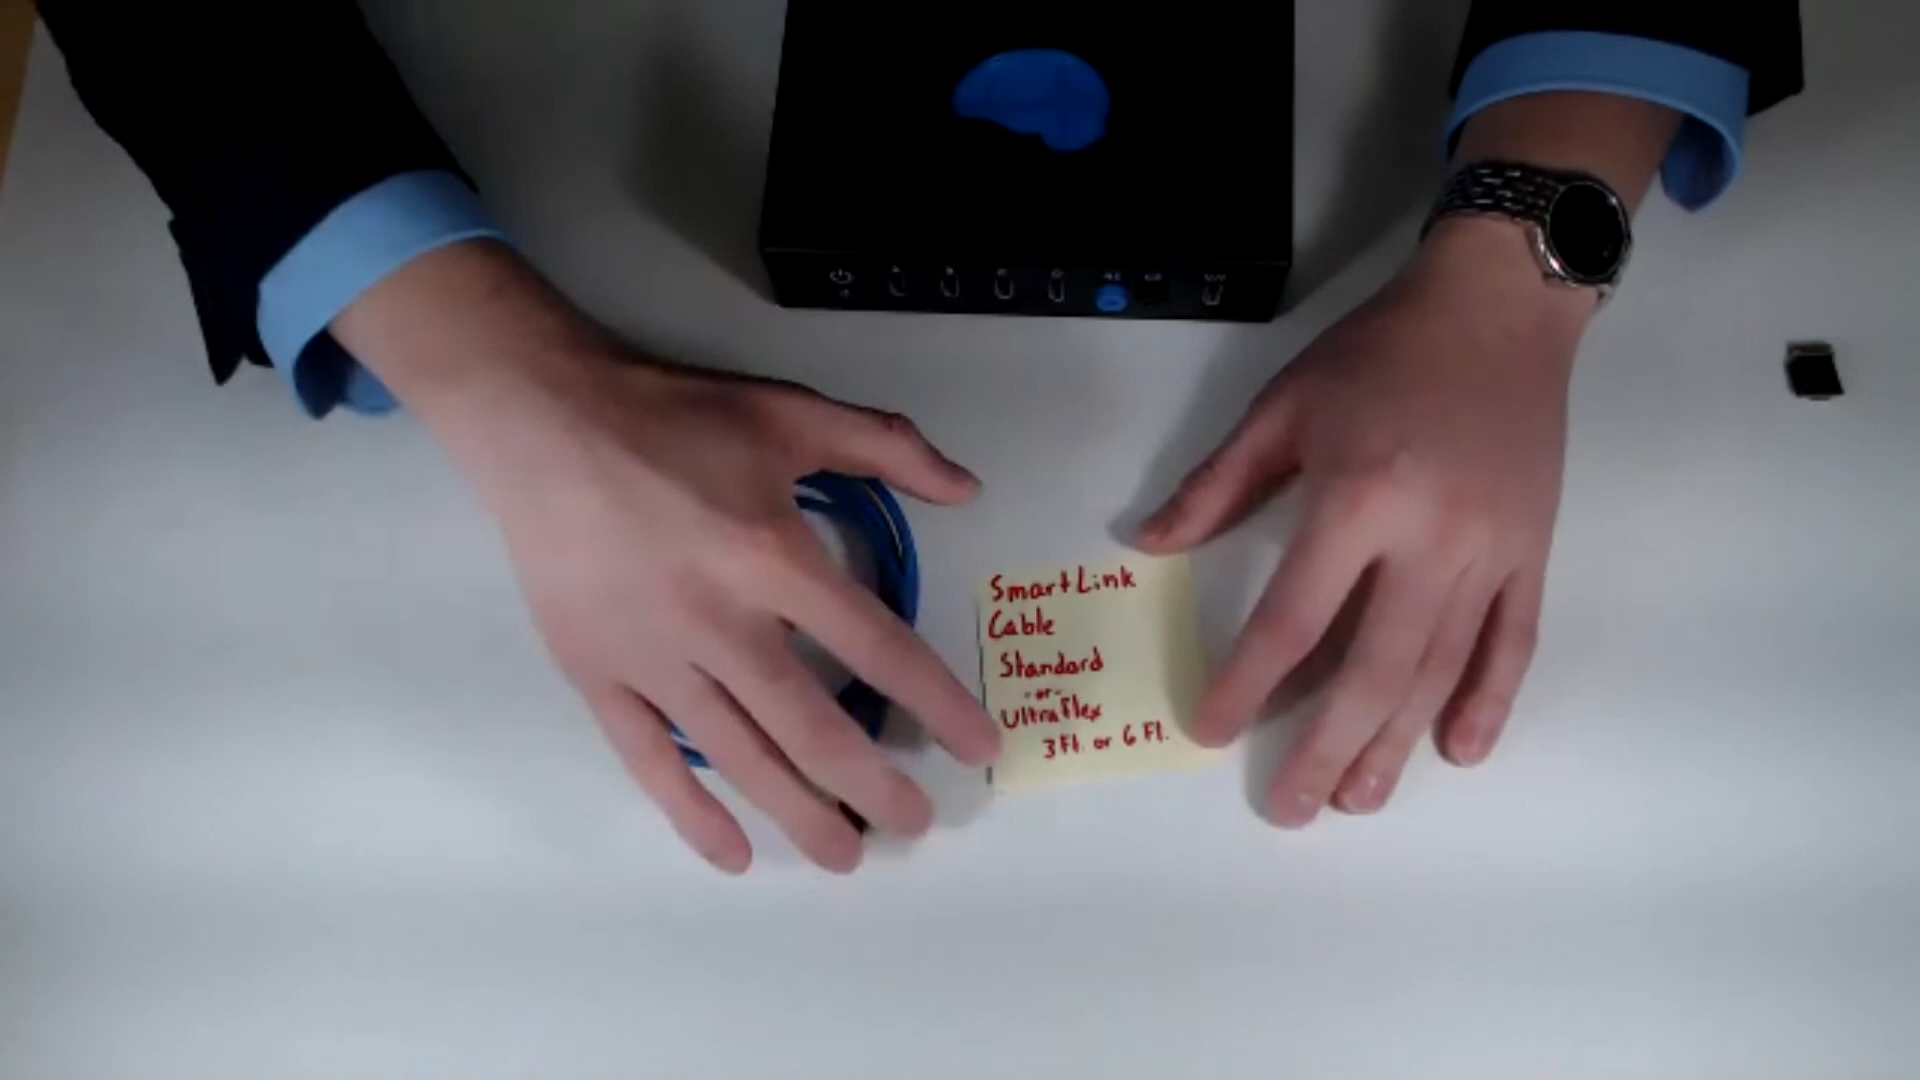 SmartLink
Cable
Standard
-or-
UltraFlex
3 Ft. or 6 Ft.